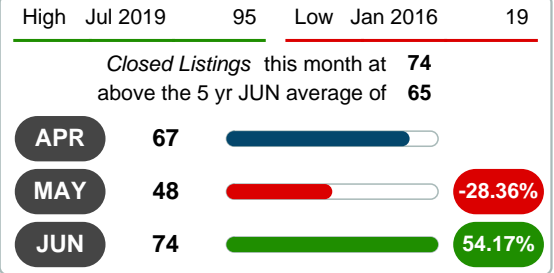 High Jul 2019 95 Low Jan 2016 19
Closed Listings this month at 74
above the 5 yr JUN average of 65
APR 67
MAY 48 -28.36%
JUN 74 54.17%